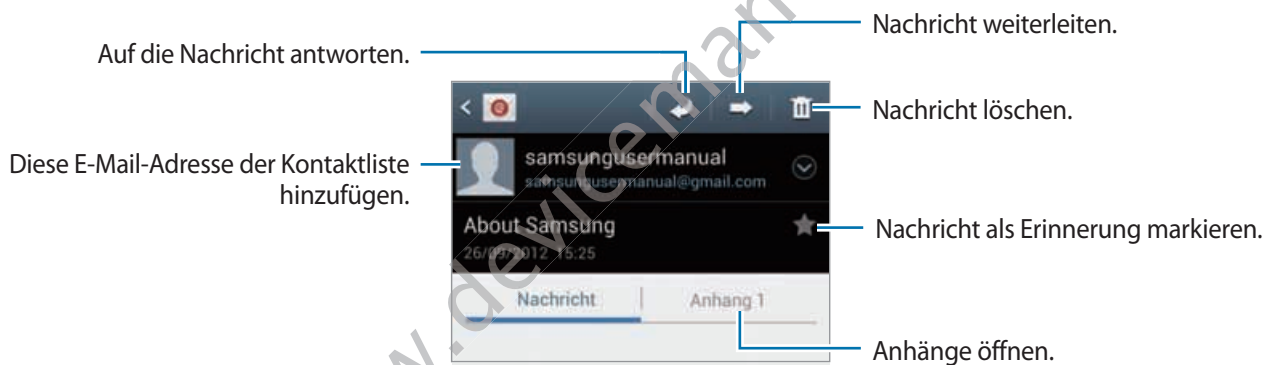 Nachricht weiterleiten.
Auf die Nachricht antworten.
Nachricht löschen.
Diese E-Mail-Adresse der Kontaktliste
hinzufügen.
samsungusermanual
samsungusermanual@gmail.com
About Samsung
26/09/2012 15:25
Nachricht als Erinnerung markieren.
Nachricht
Anhang 1
Anhänge öffnen.
w.deviceman